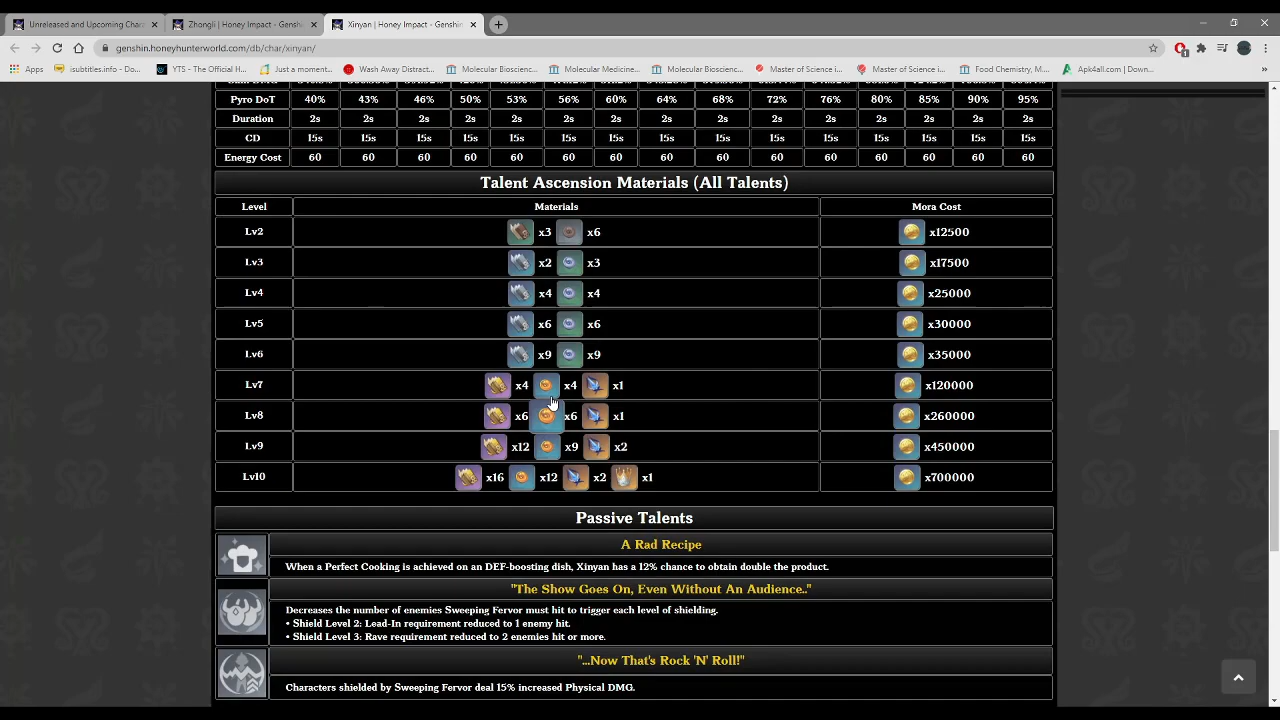 Unreleased and Upcoming Char
Zhongli | Honey Impact - Genshi
Xinyan | Honey Impact - Genshin
genshin.honeyhunterworld.com/db/char/xinyan/
Apps
isubtitles.info - Do...
YTS - The Official H...
Just a moment...
Wash Away Distract...
Molecular Bioscienc...
Molecular Medicine...
Molecular Bioscienc...
Master of Science i...
Master of Science i...
Food Chemistry, M...
Apk4all.com | Down...
Pyro DoT 40% 43% 46% 50% 53% 56% 60% 64% 68% 72% 76% 80% 85% 90% 95%
Duration 2s 2s 2s 2s 2s 2s 2s 2s 2s 2s 2s 2s 2s 2s 2s
CD 15s 15s 15s 15s 15s 15s 15s 15s 15s 15s 15s 15s 15s 15s 15s
Energy Cost 60 60 60 60 60 60 60 60 60 60 60 60 60 60 60
Talent Ascension Materials (All Talents)
Level Materials Mora Cost
Lv2 x3 x6 x12500
Lv3 x2 x3 x17500
Lv4 x4 x4 x25000
Lv5 x6 x6 x30000
Lv6 x9 x9 x35000
Lv7 x4 x4 x1 x120000
Lv8 x6 x6 x1 x260000
Lv9 x12 x9 x2 x450000
Lv10 x16 x12 x2 x1 x700000
Passive Talents
A Rad Recipe
When a Perfect Cooking is achieved on an DEF-boosting dish, Xinyan has a 12% chance to obtain double the product.
"The Show Goes On, Even Without An Audience.."
Decreases the number of enemies Sweeping Fervor must hit to trigger each level of shielding.
• Shield Level 2: Lead-In requirement reduced to 1 enemy hit.
• Shield Level 3: Rave requirement reduced to 2 enemies hit or more.
"...Now That's Rock 'N' Roll!"
Characters shielded by Sweeping Fervor deal 15% increased Physical DMG.